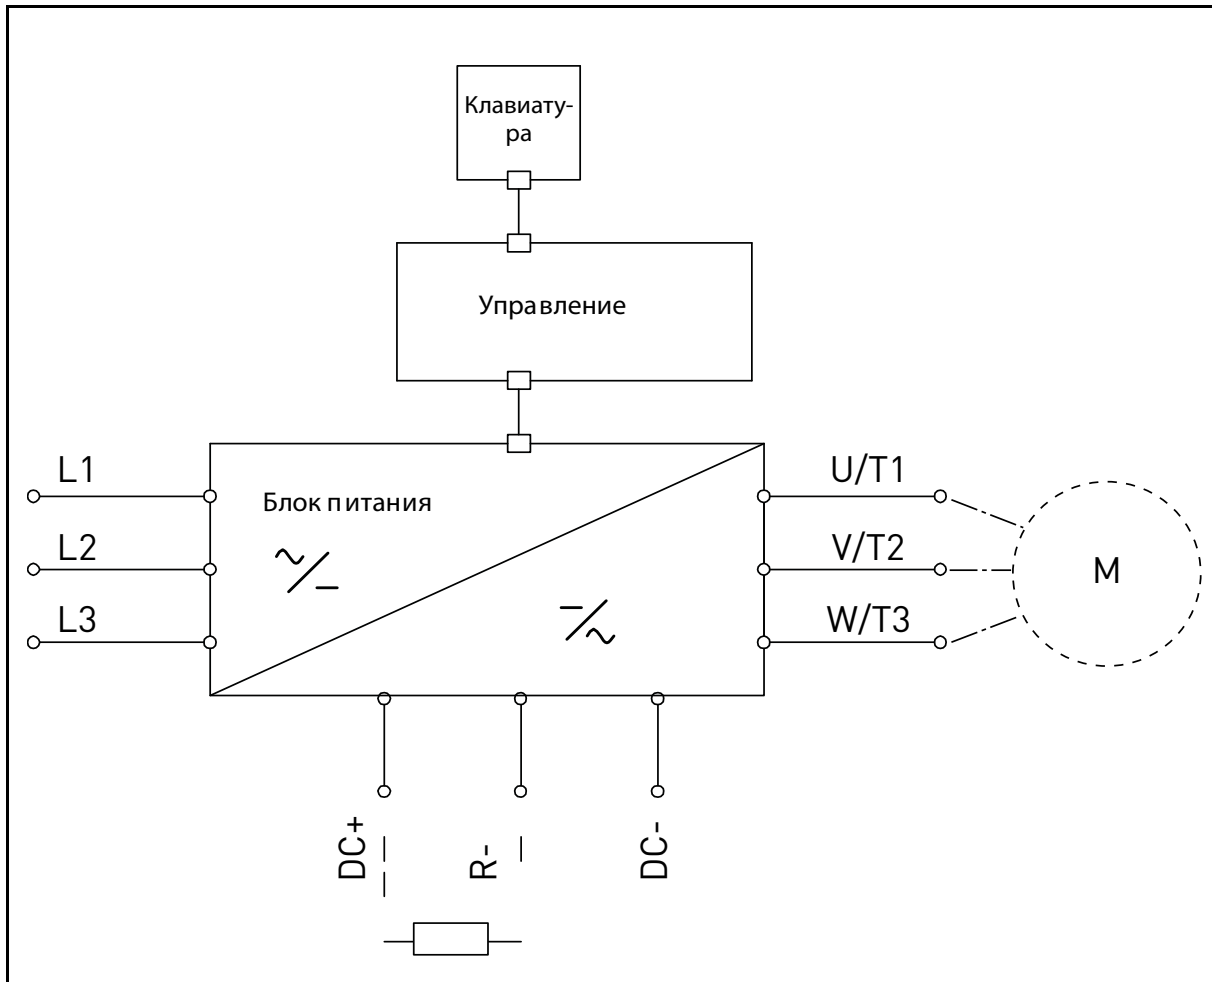 Клавиату-
ра
Управление
L1
U/T1
Блок питания
L2
V/T2
M
L3
W/T3
DC+
R-
DC-